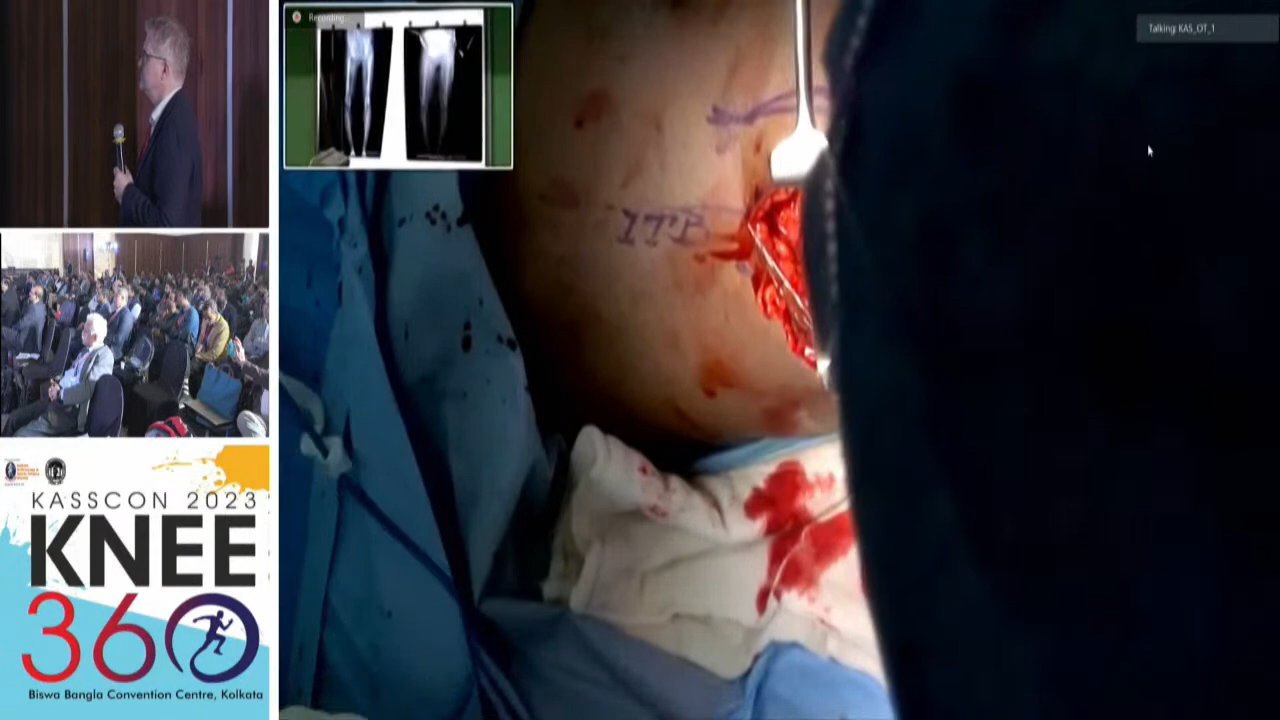 Recording...
Talking: KAS_OT_1
ITB
KASSCON 2023
KNEE
360
Biswa Bangla Convention Centre, Kolkata